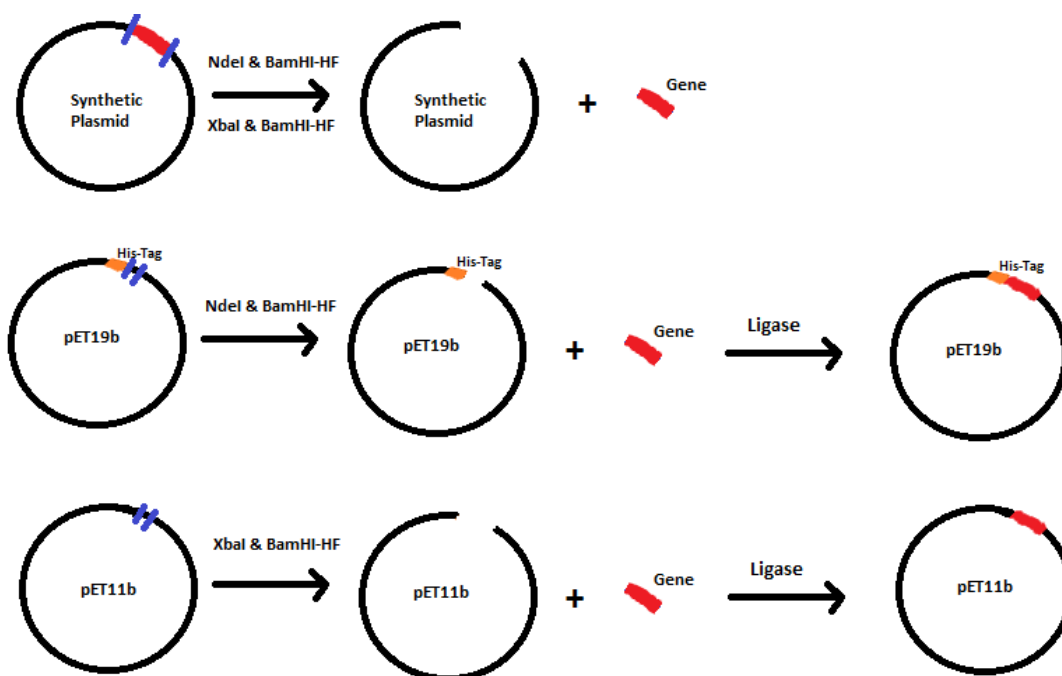 NdeI & BamHI-HF
Synthetic
Plasmid
XbaI & BamHI-HF
Synthetic
Plasmid
+
Gene
His-Tag
pET19b
NdeI & BamHI-HF
His-Tag
pET19b
+
Gene
Ligase
His-Tag
pET19b
pET11b
XbaI & BamHI-HF
pET11b
+
Gene
Ligase
pET11b